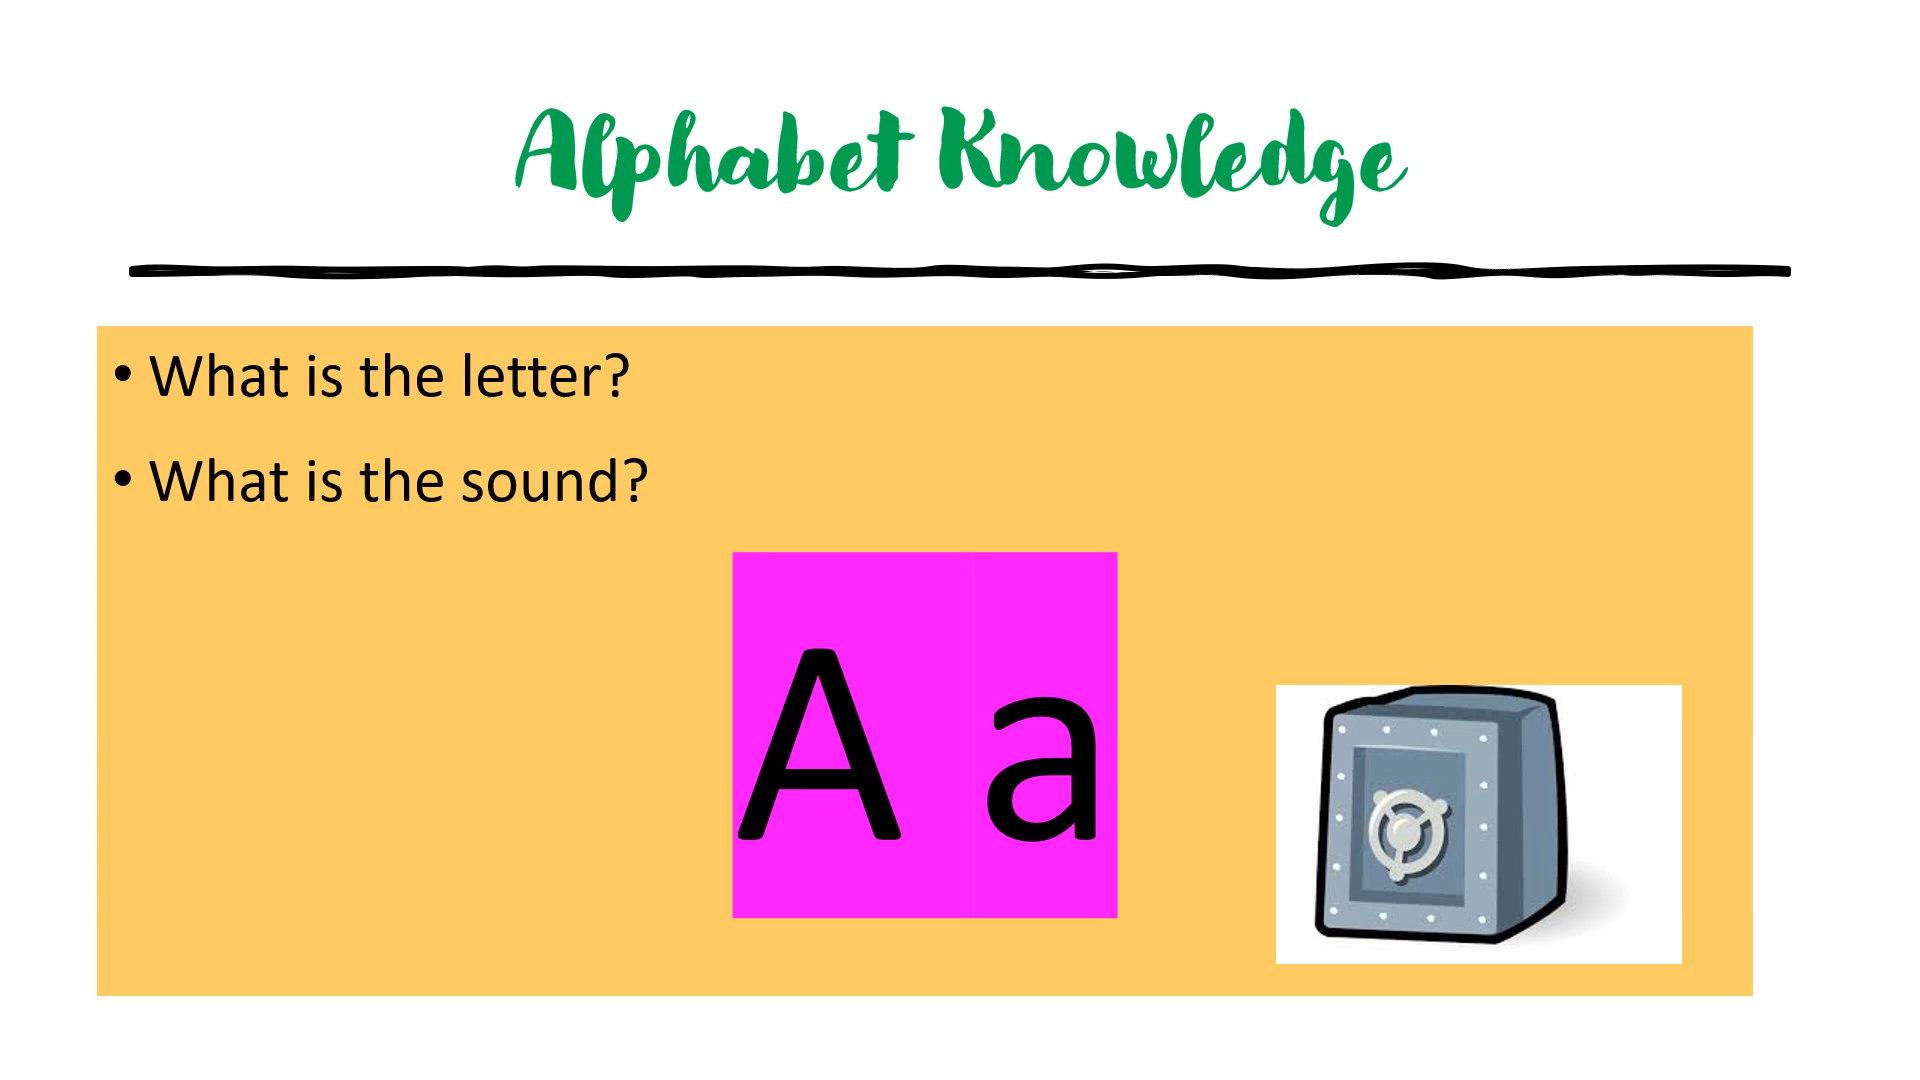 Alphabet Knowledge
• What is the letter?
• What is the sound?
A a